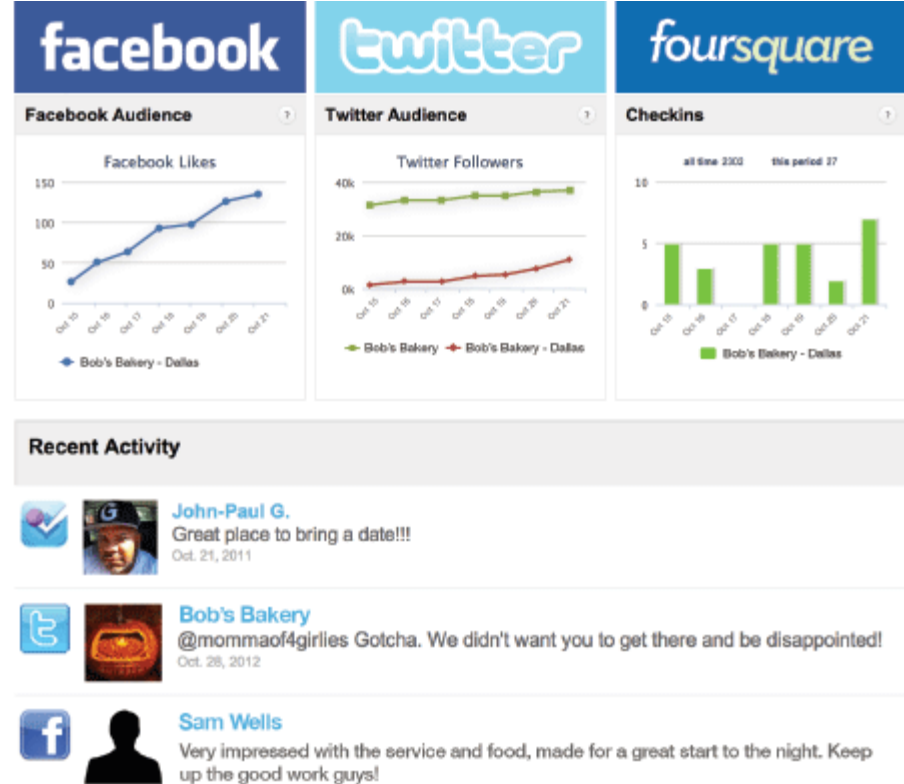 facebook
twitter
foursquare
Facebook Audience ?
Twitter Audience ?
Checkins ?
Facebook Likes
150
100
50
0
Oct 15 Oct 16 Oct 17 Oct 18 Oct 19 Oct 20 Oct 21
Bob's Bakery - Dallas
Twitter Followers
40k
20k
0k
Oct 15 Oct 16 Oct 17 Oct 18 Oct 19 Oct 20 Oct 21
Bob's Bakery Bob's Bakery - Dallas
all time 2302 this period 27
10
5
0
Oct 15 Oct 16 Oct 17 Oct 18 Oct 19 Oct 20 Oct 21
Bob's Bakery - Dallas
Recent Activity
G
John-Paul G.
Great place to bring a date!!!
Oct. 21, 2011
t
Bob's Bakery
@mommaof4girlies Gotcha. We didn't want you to get there and be disappointed!
Oct. 28, 2012
f
Sam Wells
Very impressed with the service and food, made for a great start to the night. Keep
up the good work guys!